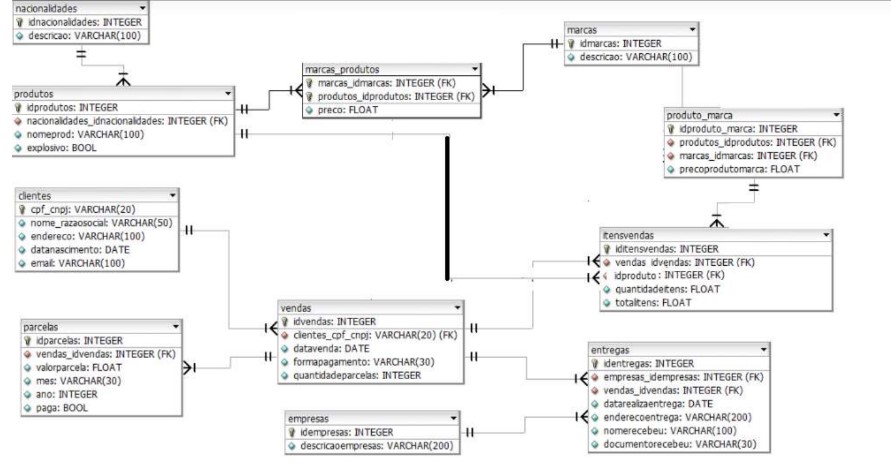 nacionalidades
idnacionalidades: INTEGER
descricao: VARCHAR(100)
produtos
idprodutos: INTEGER
nacionalidades_idnacionalidades: INTEGER (FK)
nomeprod: VARCHAR(100)
explosivo: BOOL
marcas_produtos
marcas_idmarcas: INTEGER (FK)
produtos_idprodutos: INTEGER (FK)
preco: FLOAT
marcas
idmarcas: INTEGER
descricao: VARCHAR(100)
produto_marca
idproduto_marca: INTEGER
produtos_idprodutos: INTEGER (FK)
marcas_idmarcas: INTEGER (FK)
precoprodutomarca: FLOAT
clientes
cpf_cnpj: VARCHAR(20)
nome_razaosocial: VARCHAR(50)
endereco: VARCHAR(100)
datanascimento: DATE
email: VARCHAR(100)
itensvendas
iditensvendas: INTEGER
vendas_idvendas: INTEGER (FK)
idproduto : INTEGER (FK)
quantidadeitens: FLOAT
totalitens: FLOAT
vendas
idvendas: INTEGER
clientes_cpf_cnpj: VARCHAR(20) (FK)
datavenda: DATE
formapagamento: VARCHAR(30)
quantidadeparcelas: INTEGER
parcelas
idparcelas: INTEGER
vendas_idvendas: INTEGER (FK)
valorparcela: FLOAT
mes: VARCHAR(30)
ano: INTEGER
paga: BOOL
entregas
identregas: INTEGER
empresas_idempresas: INTEGER (FK)
vendas_idvendas: INTEGER (FK)
datarealizaentrega: DATE
enderecoentrega: VARCHAR(200)
nomerecebeu: VARCHAR(100)
documentorecebeu: VARCHAR(30)
empresas
idempresas: INTEGER
descricaoempresas: VARCHAR(200)